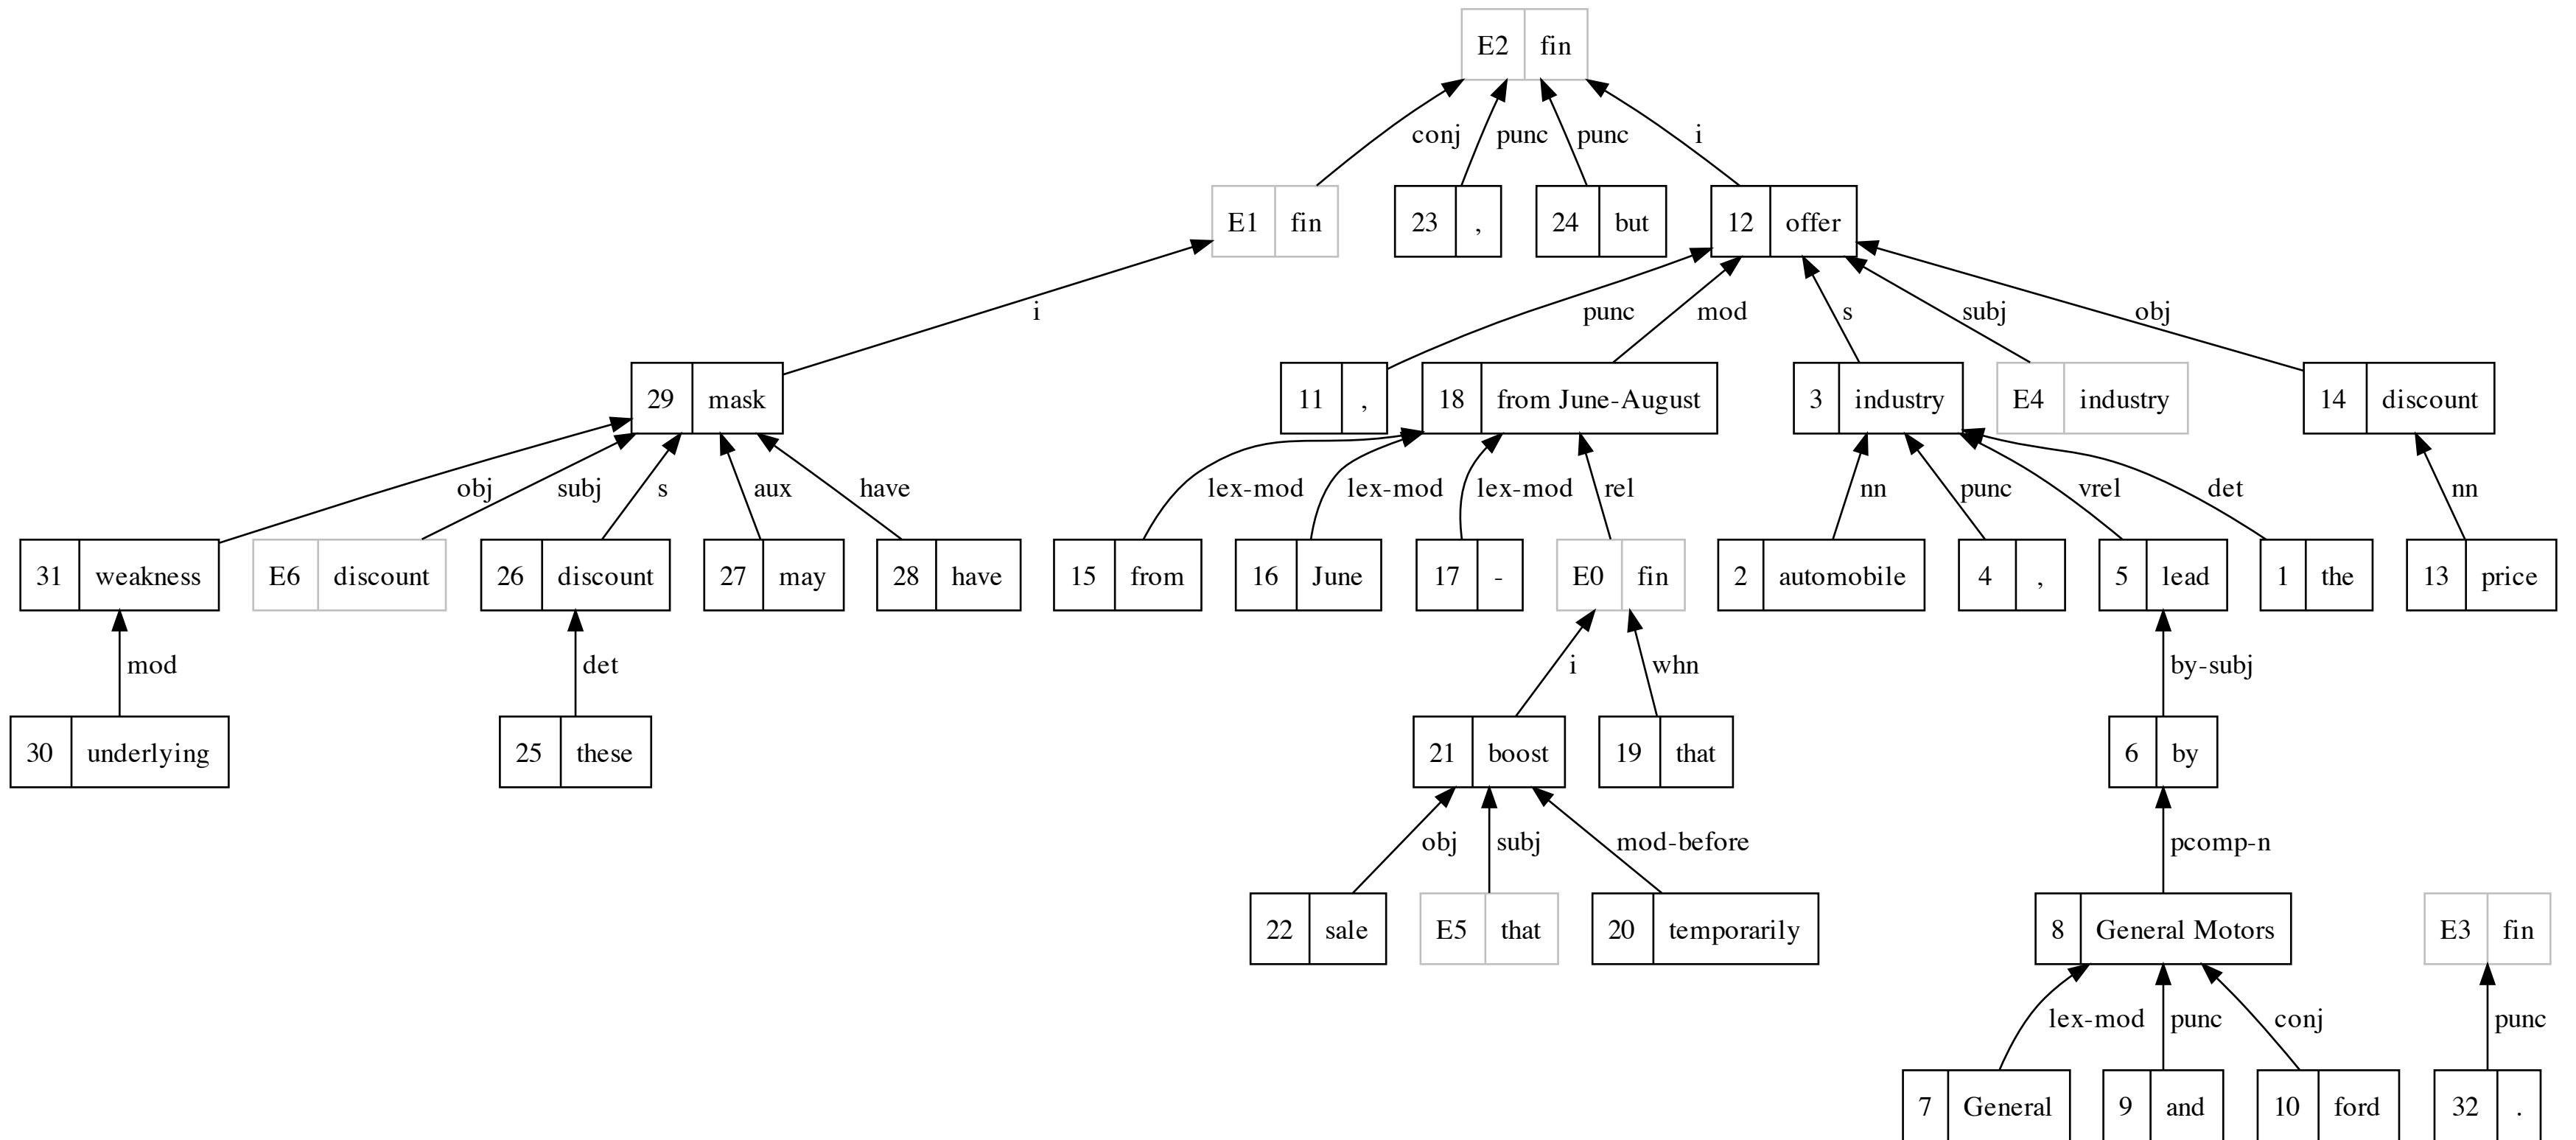 E2 fin
conj punc punc i
E1 fin 23 , 24 but 12 offer
i punc mod s subj obj
29 mask 11 , 18 from June-August 3 industry E4 industry 14 discount
obj subj s aux have lex-mod lex-mod lex-mod rel nn punc vrel det nn
31 weakness E6 discount 26 discount 27 may 28 have 15 from 16 June 17 - E0 fin 2 automobile 4 , 5 lead 1 the 13 price
mod det i whn by-subj
30 underlying 25 these 21 boost 19 that 6 by
obj subj mod-before pcomp-n
22 sale E5 that 20 temporarily 8 General Motors E3 fin
lex-mod punc conj punc
7 General 9 and 10 ford 32 .